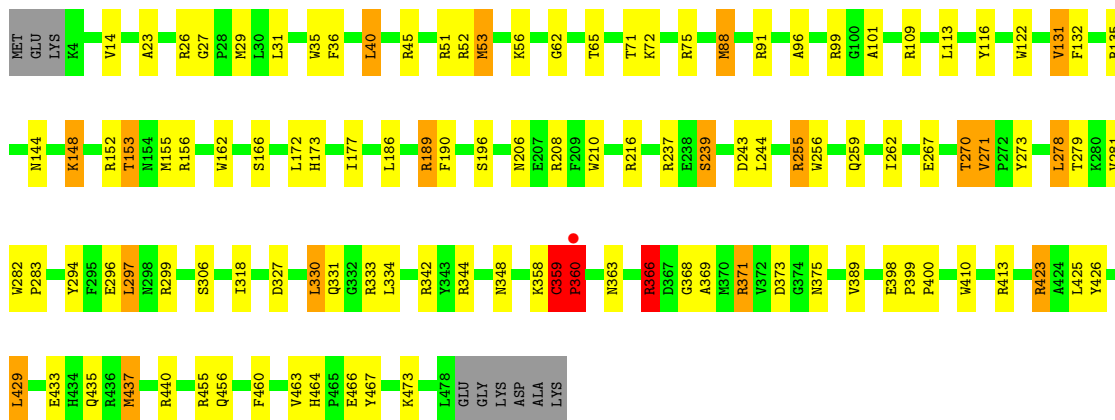 MET GLU LYS K4 V14 A23 R26 G27 P28 M29 L30 L31 W35 F36 L40 R45 R51 R52 M53 K56 G62 T65 T71 K72 R75 M88 R91 A96 R99 G100 A101 R109 L113 Y116 W122 V131 F132
N144 K148 R152 T153 N154 M155 R156 W162 S166 L172 H173 I177 L186 R189 F190 S196 N206 E207 R208 F209 W210 R216 R237 E238 S239 D243 L244 R255 W256 Q259 I262 E267 T270 V271 P272 Y273 L278 T279 K280
W282 P283 Y294 F295 E296 L297 N298 R299 S306 I318 D327 L330 Q331 G332 R333 L334 R342 Y343 R344 N348 K358 C359 P360 N363 R366 D367 G368 A369 M370 R371 V372 D373 G374 N375 V389 E398 P399 P400 W410 R413 R423 A424 L425 Y426
L429 E433 H434 Q435 R436 M437 R440 R455 Q456 F460 V463 H464 P465 E466 Y467 K473 L478 GLU GLY LYS ASP ALA LYS